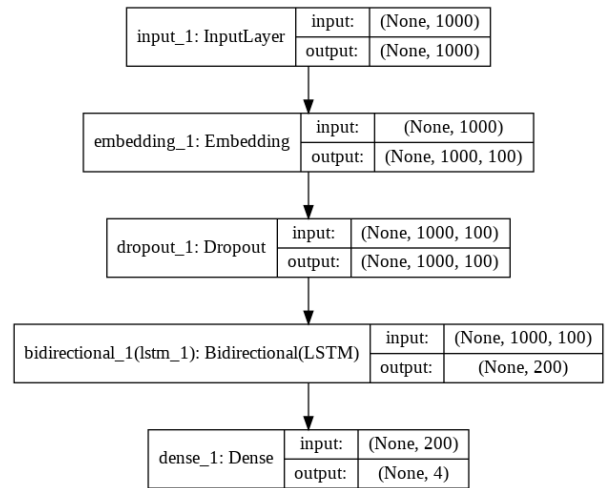 input_1: InputLayer
input:
(None, 1000)
output:
(None, 1000)
embedding_1: Embedding
input:
(None, 1000)
output:
(None, 1000, 100)
dropout_1: Dropout
input:
(None, 1000, 100)
output:
(None, 1000, 100)
bidirectional_1(lstm_1): Bidirectional(LSTM)
input:
(None, 1000, 100)
output:
(None, 200)
dense_1: Dense
input:
(None, 200)
output:
(None, 4)